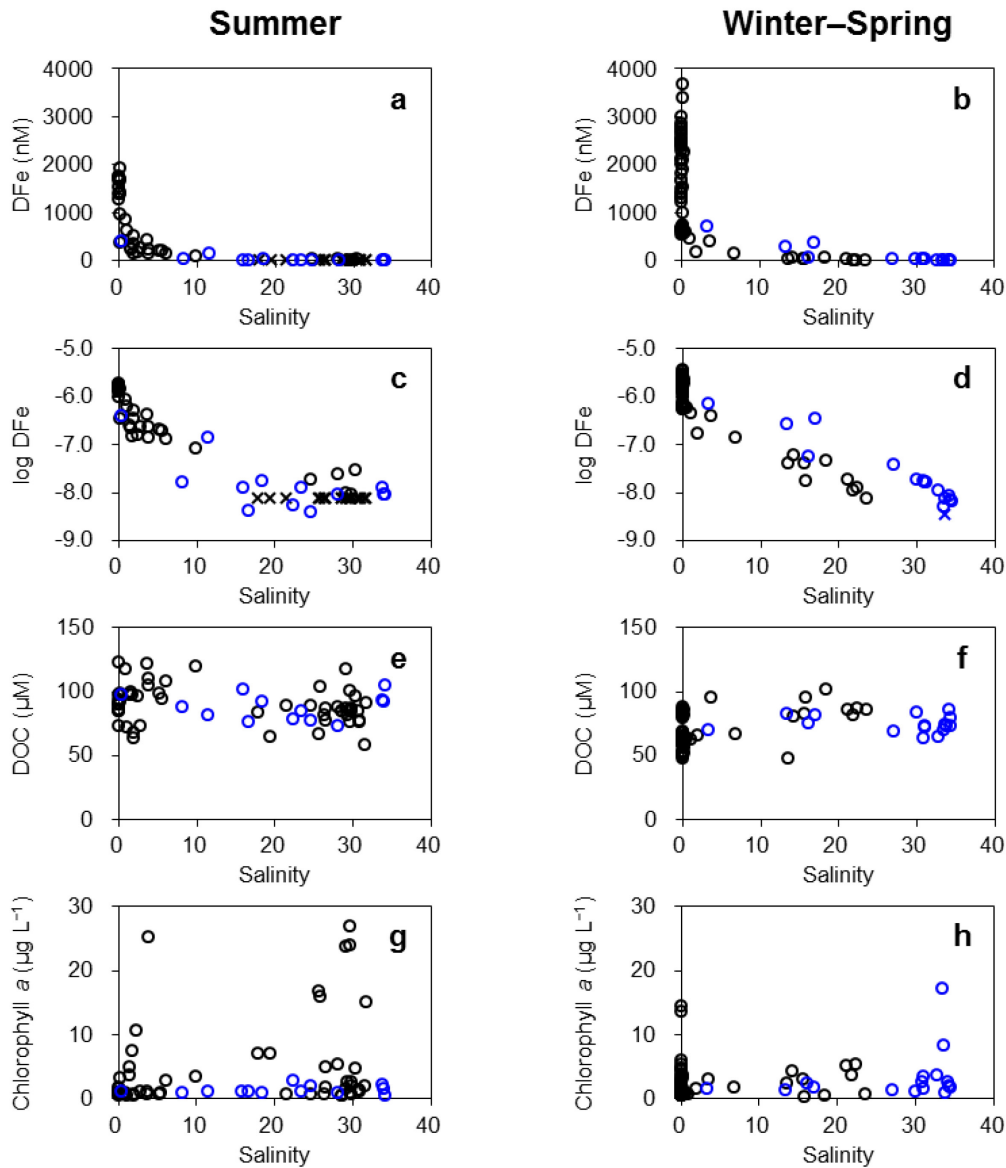 Summer
Winter–Spring
DFe (nM)
4000
3000
2000
1000
0
a
0 10 20 30 40
Salinity
DFe (nM)
4000
3000
2000
1000
0
b
0 10 20 30 40
Salinity
log DFe
-5.0
-6.0
-7.0
-8.0
-9.0
c
0 10 20 30 40
Salinity
log DFe
-5.0
-6.0
-7.0
-8.0
-9.0
d
0 10 20 30 40
Salinity
DOC (µM)
150
100
50
0
e
0 10 20 30 40
Salinity
DOC (µM)
150
100
50
0
f
0 10 20 30 40
Salinity
Chlorophyll a (µg L⁻¹)
30
20
10
0
g
0 10 20 30 40
Salinity
Chlorophyll a (µg L⁻¹)
30
20
10
0
h
0 10 20 30 40
Salinity